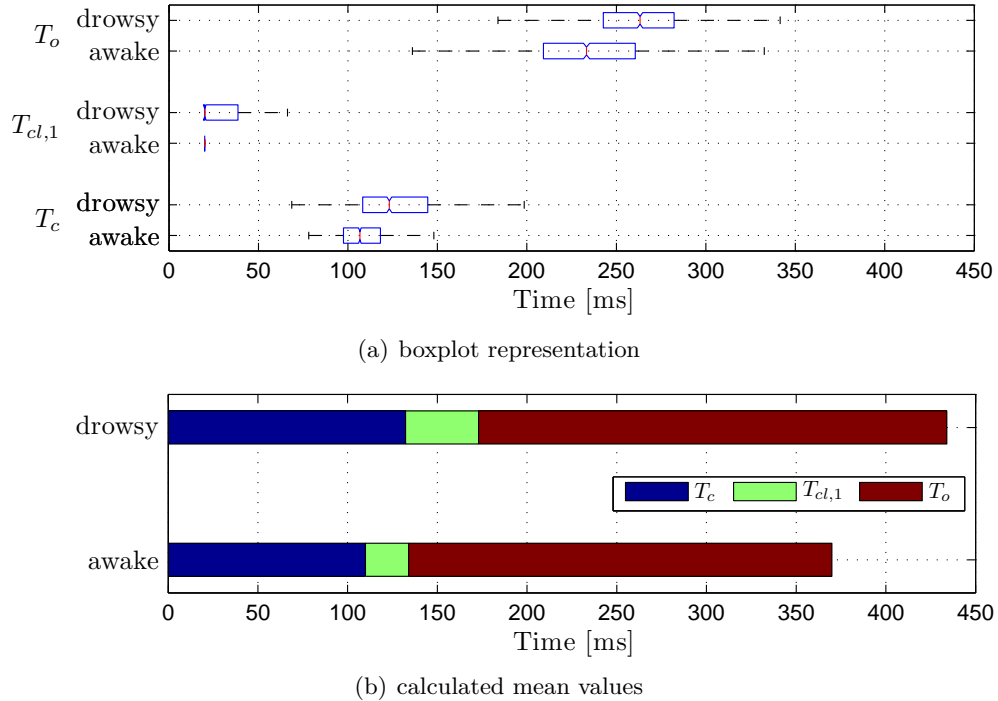 drowsy
T_o
awake
drowsy
T_{cl,1}
awake
drowsy
T_c
awake
0 50 100 150 200 250 300 350 400 450
Time [ms]
(a) boxplot representation
drowsy
T_c T_{cl,1} T_o
awake
0 50 100 150 200 250 300 350 400 450
Time [ms]
(b) calculated mean values